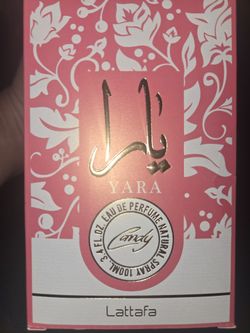 يارا
YARA
100ML. 3.4 FL.OZ. EAU DE PERFUME NATURAL SPRAY
Candy
Lattafa